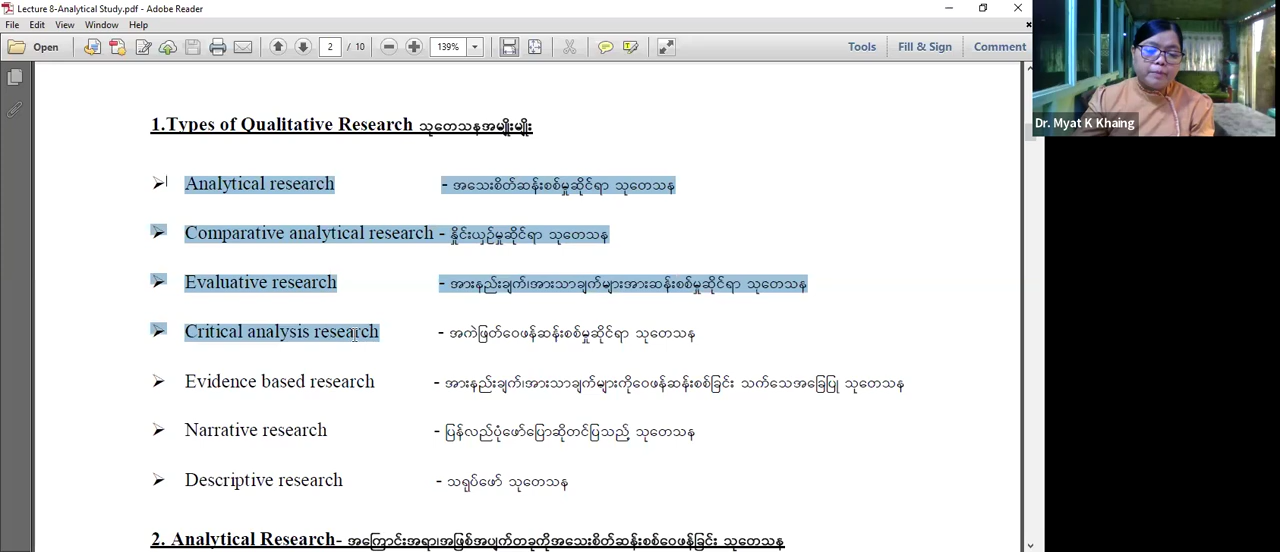 Lecture 8-Analytical Study.pdf - Adobe Reader
File Edit View Window Help
Open 2 / 10 139% Tools Fill & Sign Comment
Dr. Myat K Khaing
1.Types of Qualitative Research သုတေသနအမျိုးမျိုး
➢ Analytical research - အသေးစိတ်ဆန်းစစ်မှုဆိုင်ရာ သုတေသန
➢ Comparative analytical research - နှိုင်းယှဉ်မှုဆိုင်ရာ သုတေသန
➢ Evaluative research - အားနည်းချက်၊အားသာချက်များအားဆန်းစစ်မှုဆိုင်ရာ သုတေသန
➢ Critical analysis research - အကဲဖြတ်ဝေဖန်ဆန်းစစ်မှုဆိုင်ရာ သုတေသန
➢ Evidence based research - အားနည်းချက်၊အားသာချက်များကိုဝေဖန်ဆန်းစစ်ခြင်း သက်သေအခြေပြု သုတေသန
➢ Narrative research - ပြန်လည်ပုံဖော်ပြောဆိုတင်ပြသည့် သုတေသန
➢ Descriptive research - သရုပ်ဖော် သုတေသန
2. Analytical Research- အကြောင်းအရာ၊အဖြစ်အပျက်တခုကိုအသေးစိတ်ဆန်းစစ်ဝေဖန်ခြင်း သုတေသန